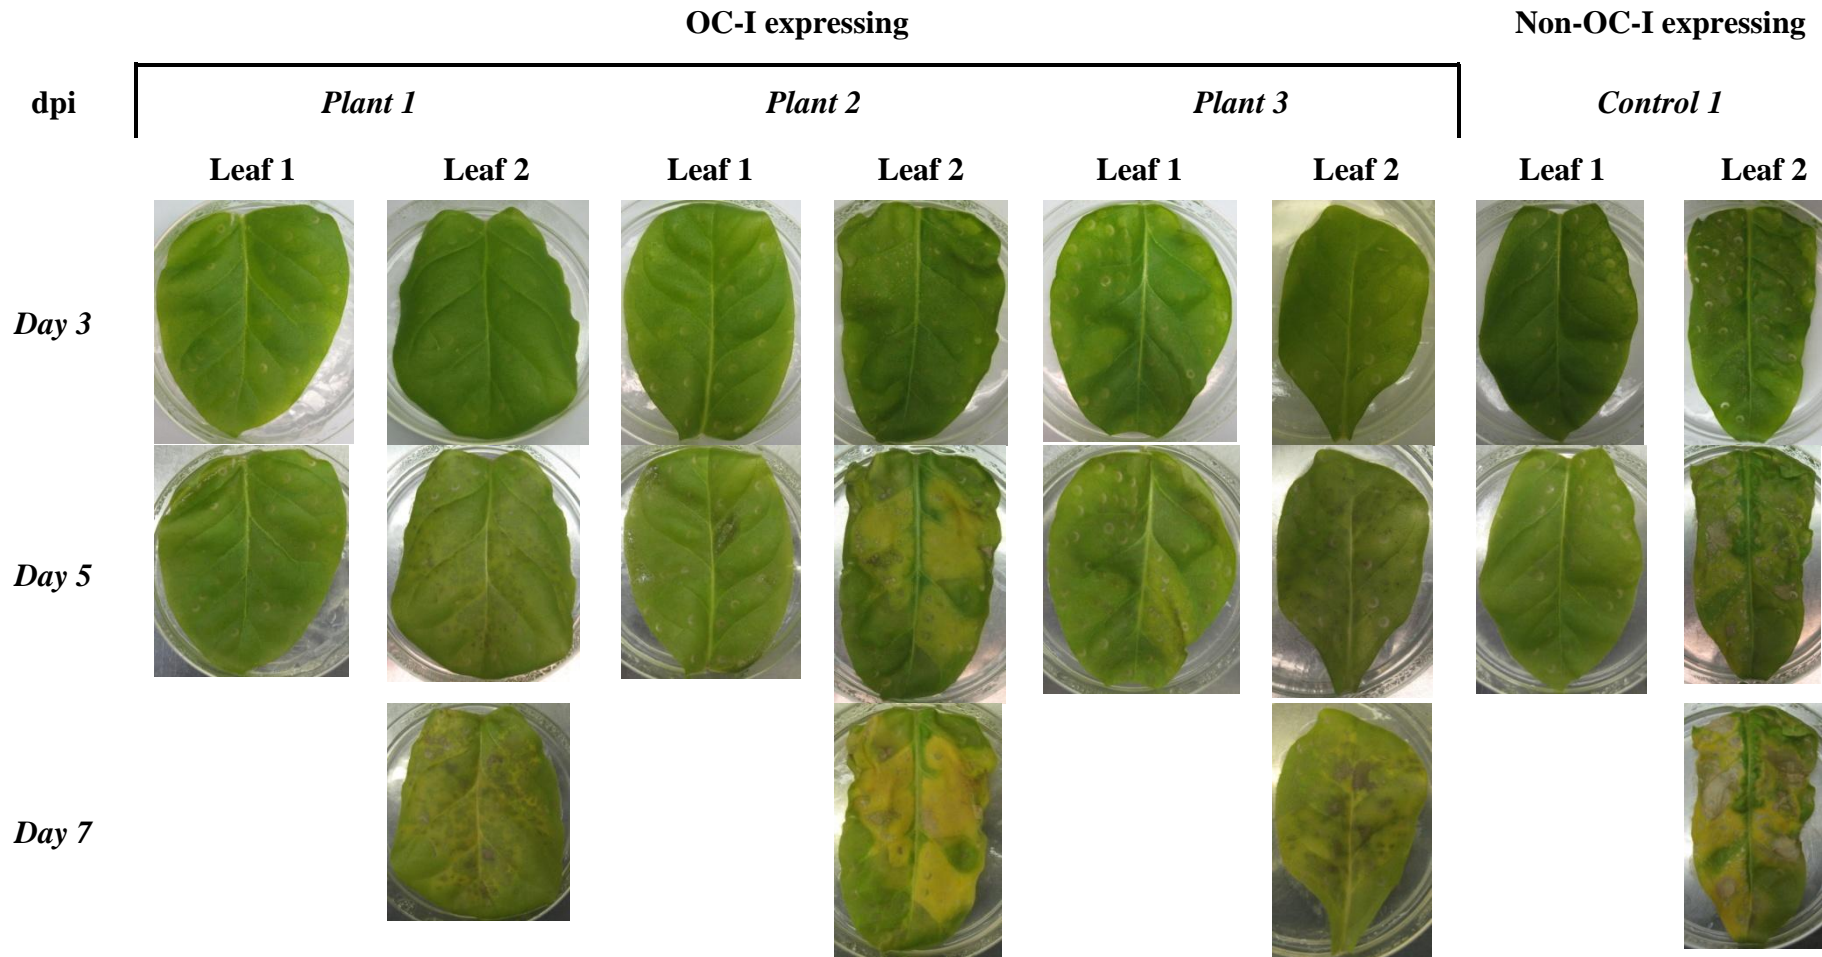 OC-I expressing Non-OC-I expressing
dpi Plant 1 Plant 2 Plant 3 Control 1
Leaf 1 Leaf 2 Leaf 1 Leaf 2 Leaf 1 Leaf 2 Leaf 1 Leaf 2
Day 3
Day 5
Day 7